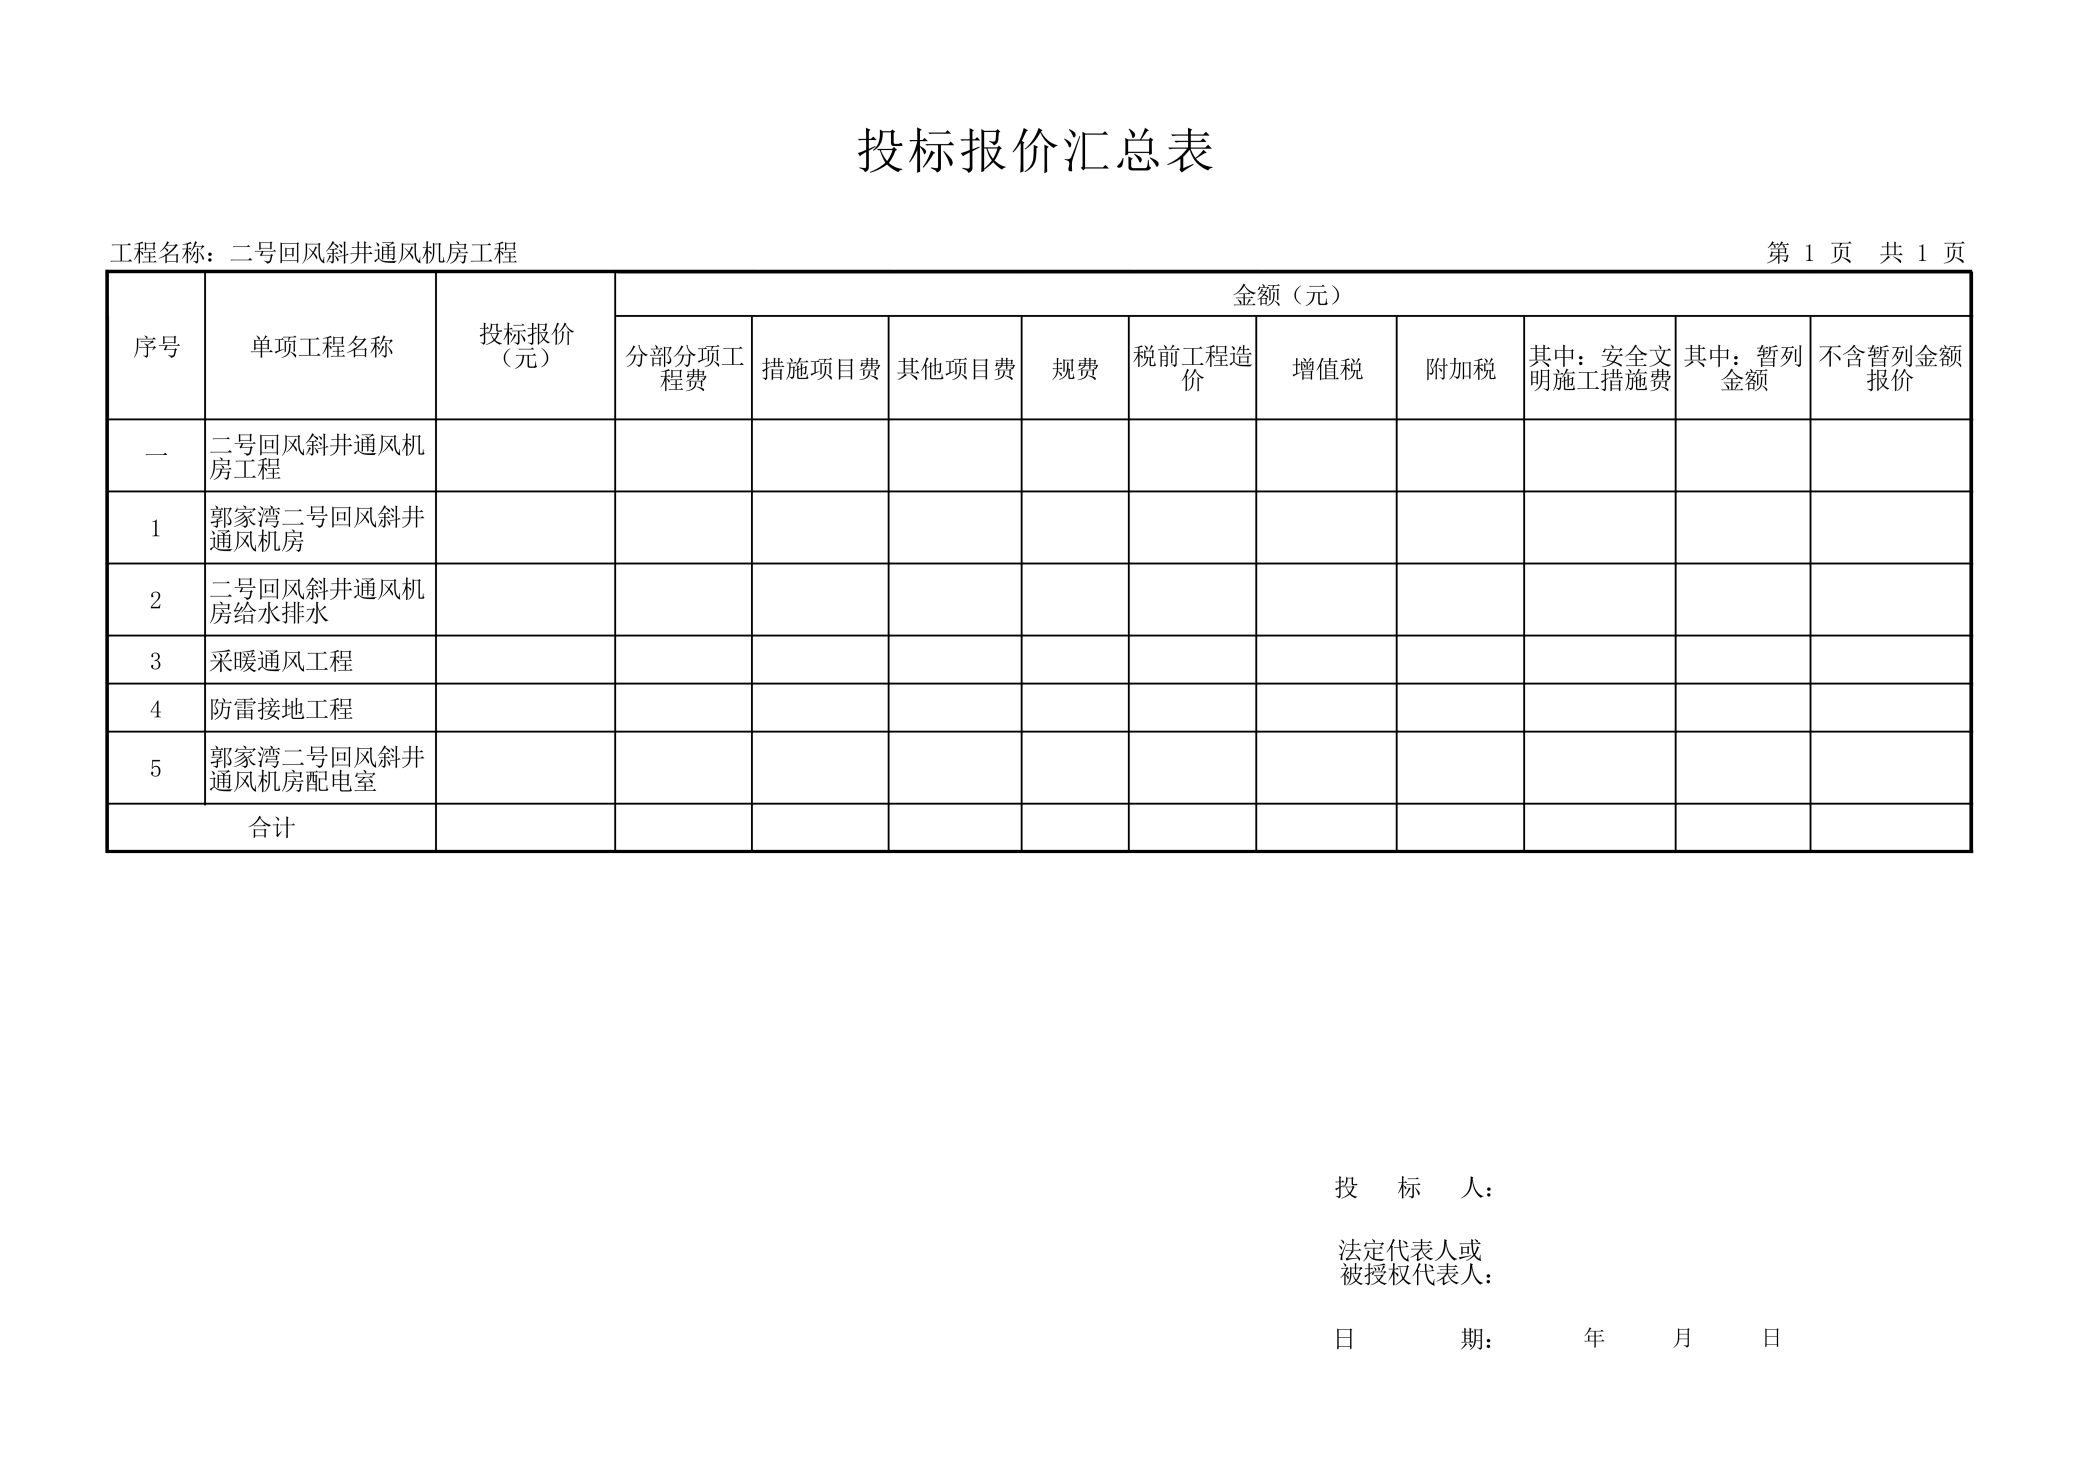 投标报价汇总表
工程名称：二号回风斜井通风机房工程
第 1 页 共 1 页
序号
单项工程名称
投标报价
（元）
金额（元）
分部分项工
程费
措施项目费
其他项目费
规费
税前工程造
价
增值税
附加税
其中：安全文
明施工措施费
其中：暂列
金额
不含暂列金额
报价
一
二号回风斜井通风机
房工程
1
郭家湾二号回风斜井
通风机房
2
二号回风斜井通风机
房给水排水
3
采暖通风工程
4
防雷接地工程
5
郭家湾二号回风斜井
通风机房配电室
合计
投 标 人：
法定代表人或
被授权代表人：
日 期： 年 月 日